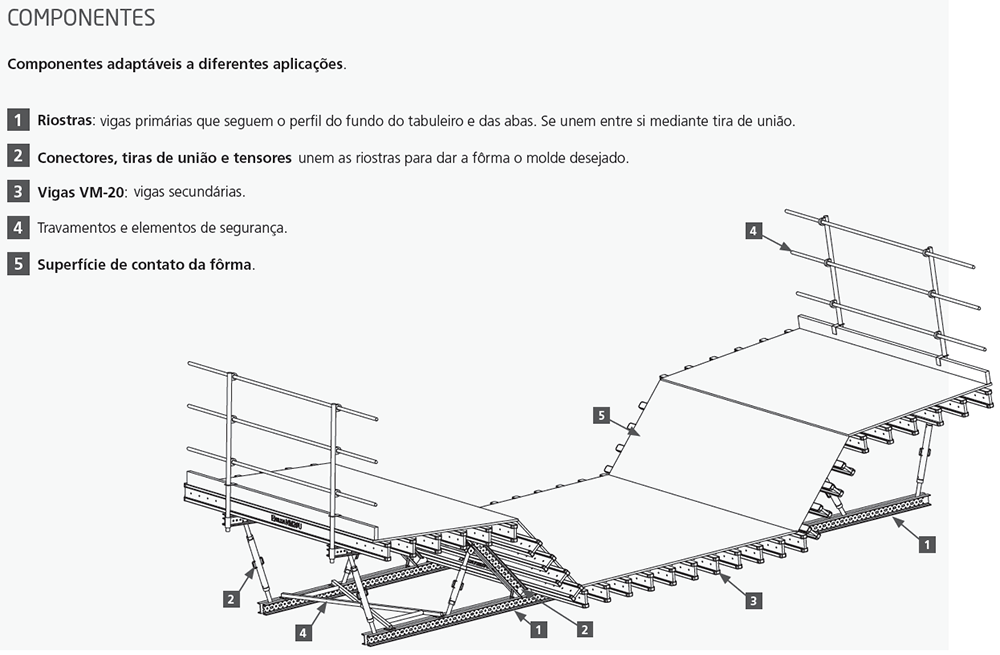 COMPONENTES
Componentes adaptáveis a diferentes aplicações.
1 Riostras: vigas primárias que seguem o perfil do fundo do tabuleiro e das abas. Se unem entre si mediante tira de união.
2 Conectores, tiras de união e tensores unem as riostras para dar a fôrma o molde desejado.
3 Vigas VM-20: vigas secundárias.
4 Travamentos e elementos de segurança.
5 Superfície de contato da fôrma.
4
5
1
2
3
4
1
2